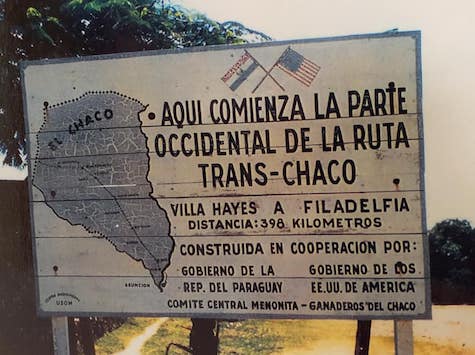 EL CHACO
AQUI COMIENZA LA PARTE
OCCIDENTAL DE LA RUTA
TRANS-CHACO
VILLA HAYES A FILADELFIA
DISTANCIA: 398 KILOMETROS
CONSTRUIDA EN COOPERACION POR:
GOBIERNO DE LA GOBIERNO DE LOS
REP. DEL PARAGUAY EE.UU. DE AMERICA
COMITE CENTRAL MENONITA - GANADEROS DEL CHACO
ASUNCION
USOM